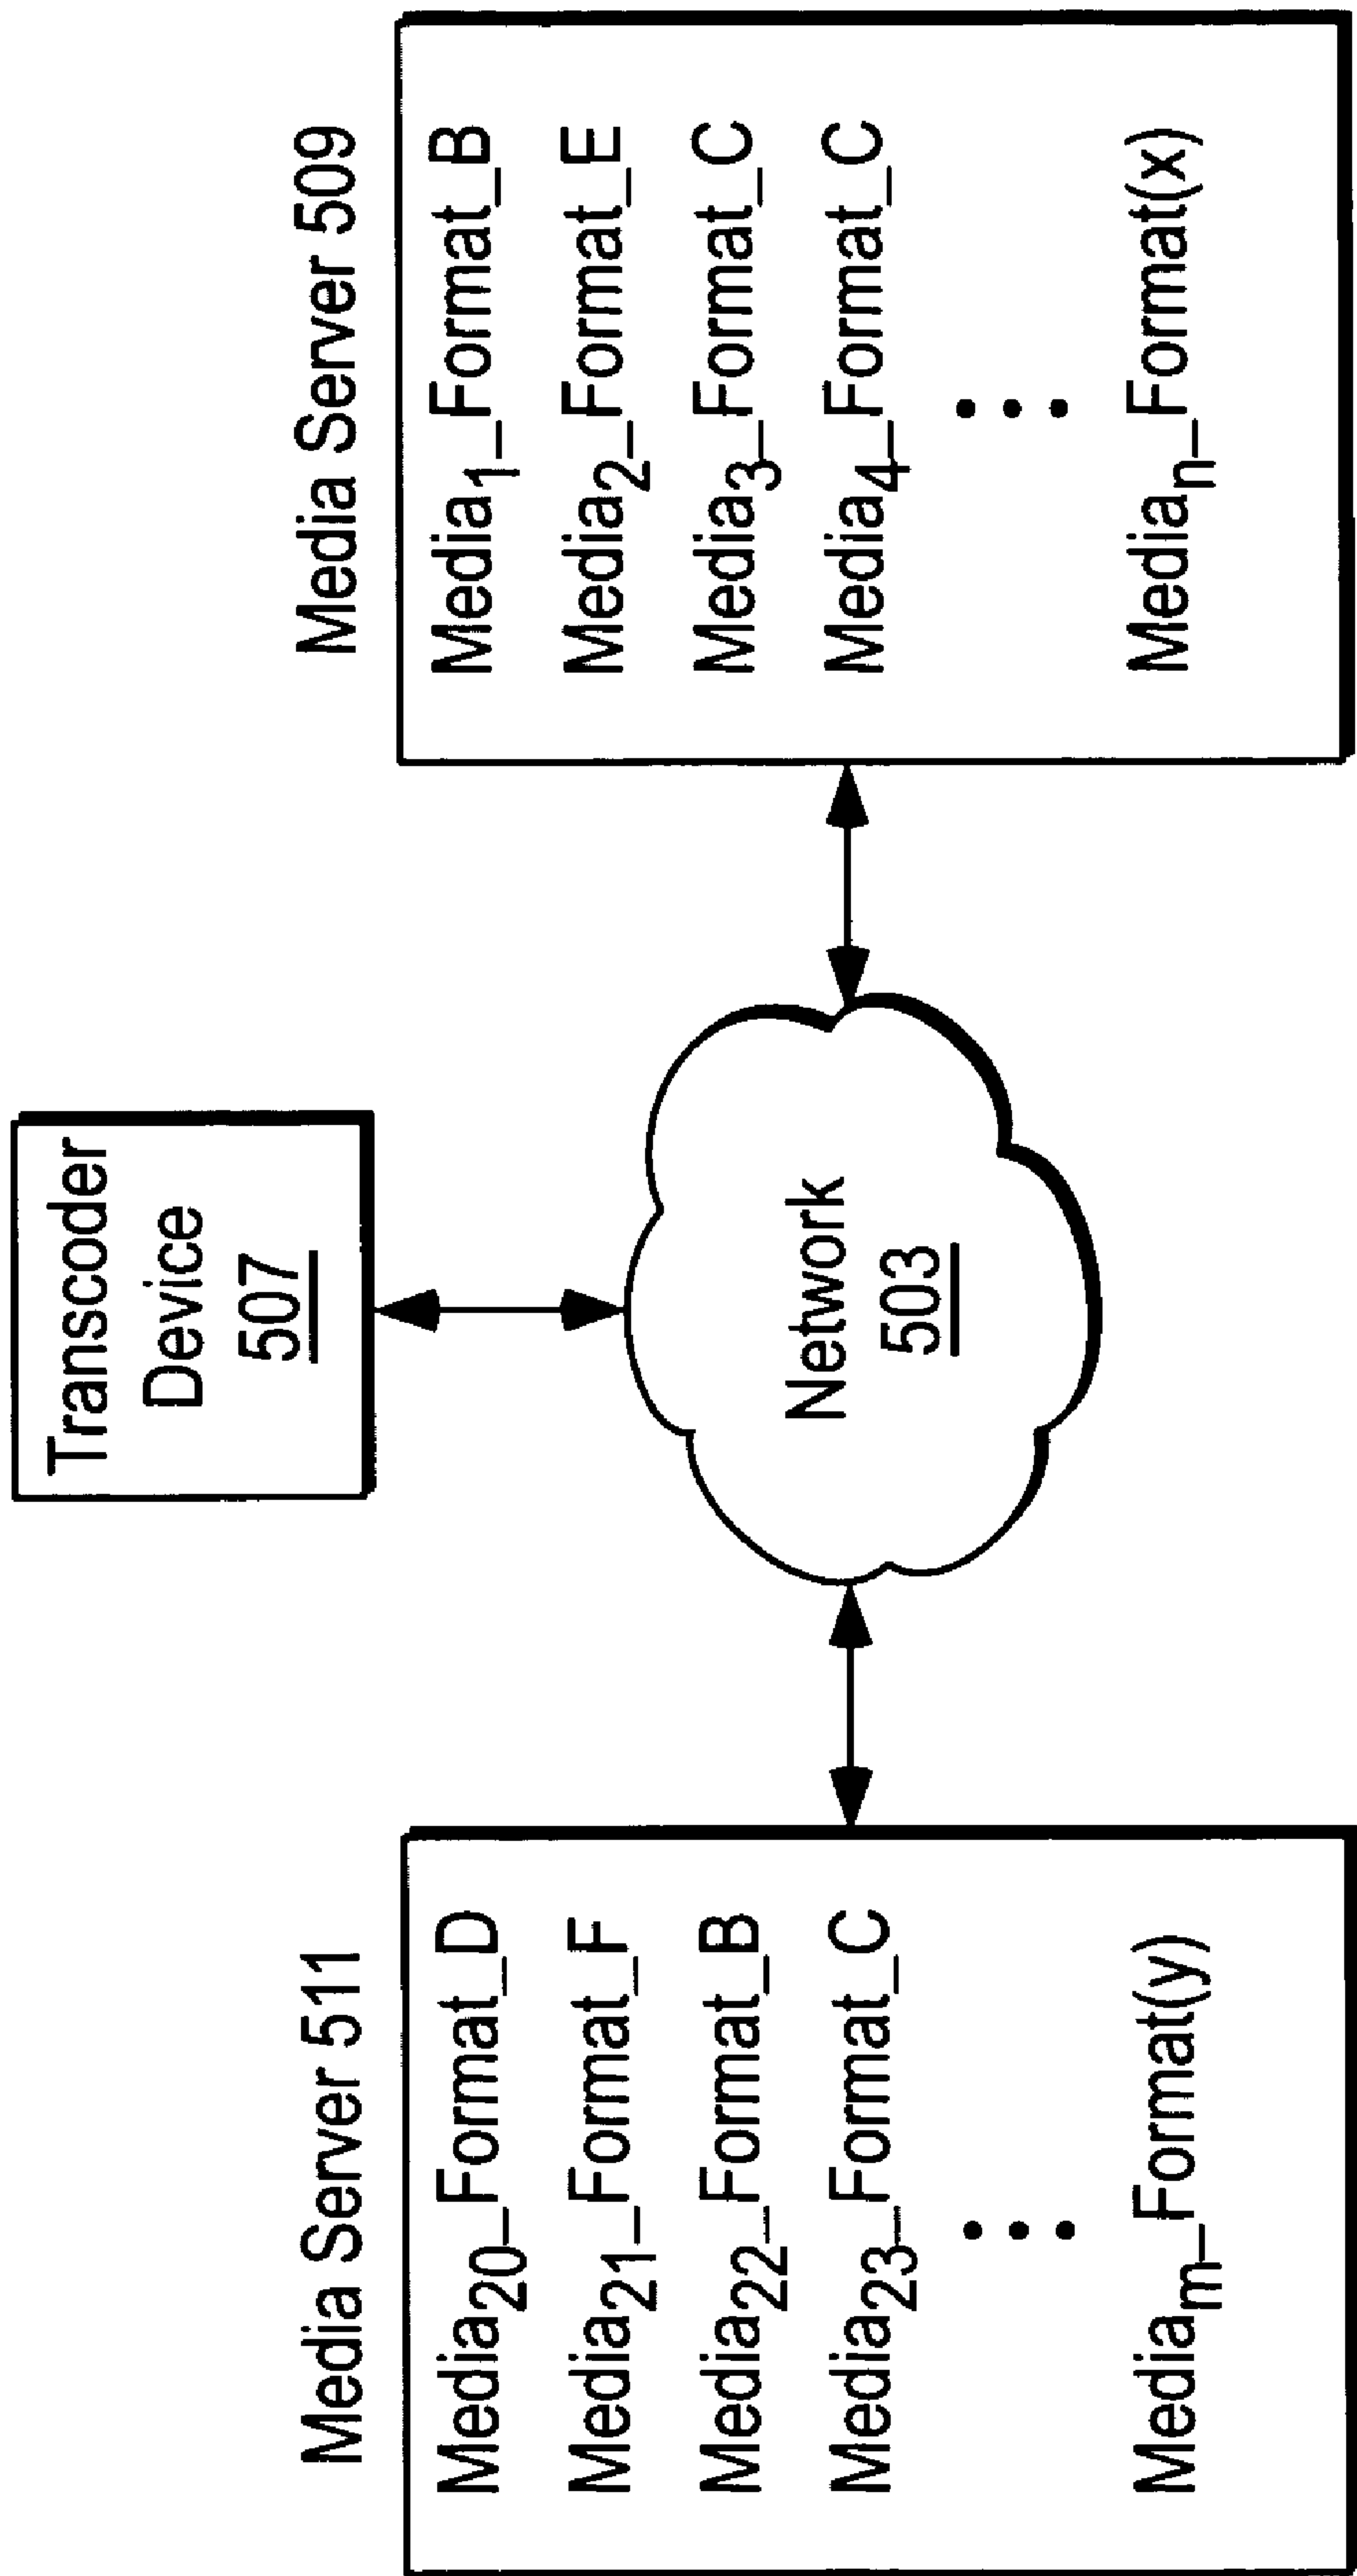 Transcoder
Device
507
Media Server 511
Media20_Format_D
Media21_Format_F
Media22_Format_B
Media23_Format_C
Mediam_Format(y)
Network
503
Media Server 509
Media1_Format_B
Media2_Format_E
Media3_Format_C
Media4_Format_C
Median_Format(x)